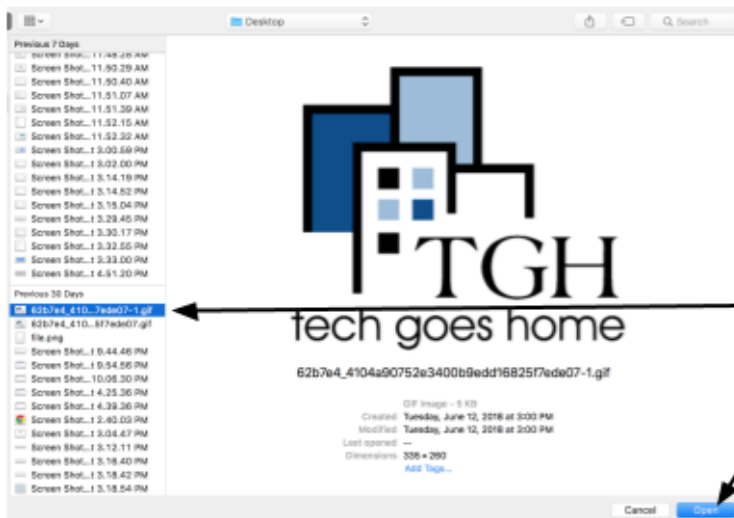 Desktop
Search
Previous 7 Days
Screen Shot...11.48.28 AM
Screen Shot...11.50.29 AM
Screen Shot...11.50.40 AM
Screen Shot...11.51.07 AM
Screen Shot...11.51.39 AM
Screen Shot...11.52.15 AM
Screen Shot...11.52.32 AM
Screen Shot...t 3.00.59 PM
Screen Shot...t 3.02.00 PM
Screen Shot...t 3.14.19 PM
Screen Shot...t 3.14.52 PM
Screen Shot...t 3.15.04 PM
Screen Shot...t 3.29.45 PM
Screen Shot...t 3.30.17 PM
Screen Shot...t 3.32.55 PM
Screen Shot...t 3.33.00 PM
Screen Shot...t 4.51.20 PM
Previous 30 Days
62b7e4_410...7ede07-1.gif
62b7e4_410...5f7ede07.gif
file.png
Screen Shot...t 9.44.46 PM
Screen Shot...t 9.54.56 PM
Screen Shot...10.06.30 PM
Screen Shot...t 4.25.36 PM
Screen Shot...t 4.39.36 PM
Screen Shot...t 2.40.03 PM
Screen Shot...t 3.04.47 PM
Screen Shot...t 3.12.11 PM
Screen Shot...t 3.16.40 PM
Screen Shot...t 3.18.42 PM
Screen Shot...t 3.18.54 PM
TGH
tech goes home
62b7e4_4104a90752e3400b9edd16825f7ede07-1.gif
GIF Image - 5 KB
Created Tuesday, June 12, 2018 at 3:00 PM
Modified Tuesday, June 12, 2018 at 3:00 PM
Last opened --
Dimensions 335 × 260
Add Tags...
Cancel
Open